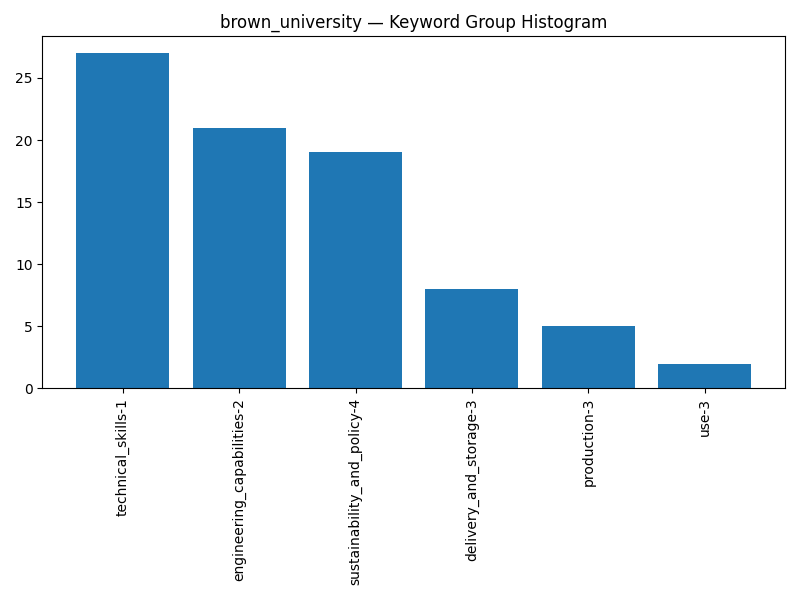 brown_university — Keyword Group Histogram
25
20
15
10
5
0
technical_skills-1
engineering_capabilities-2
sustainability_and_policy-4
delivery_and_storage-3
production-3
use-3